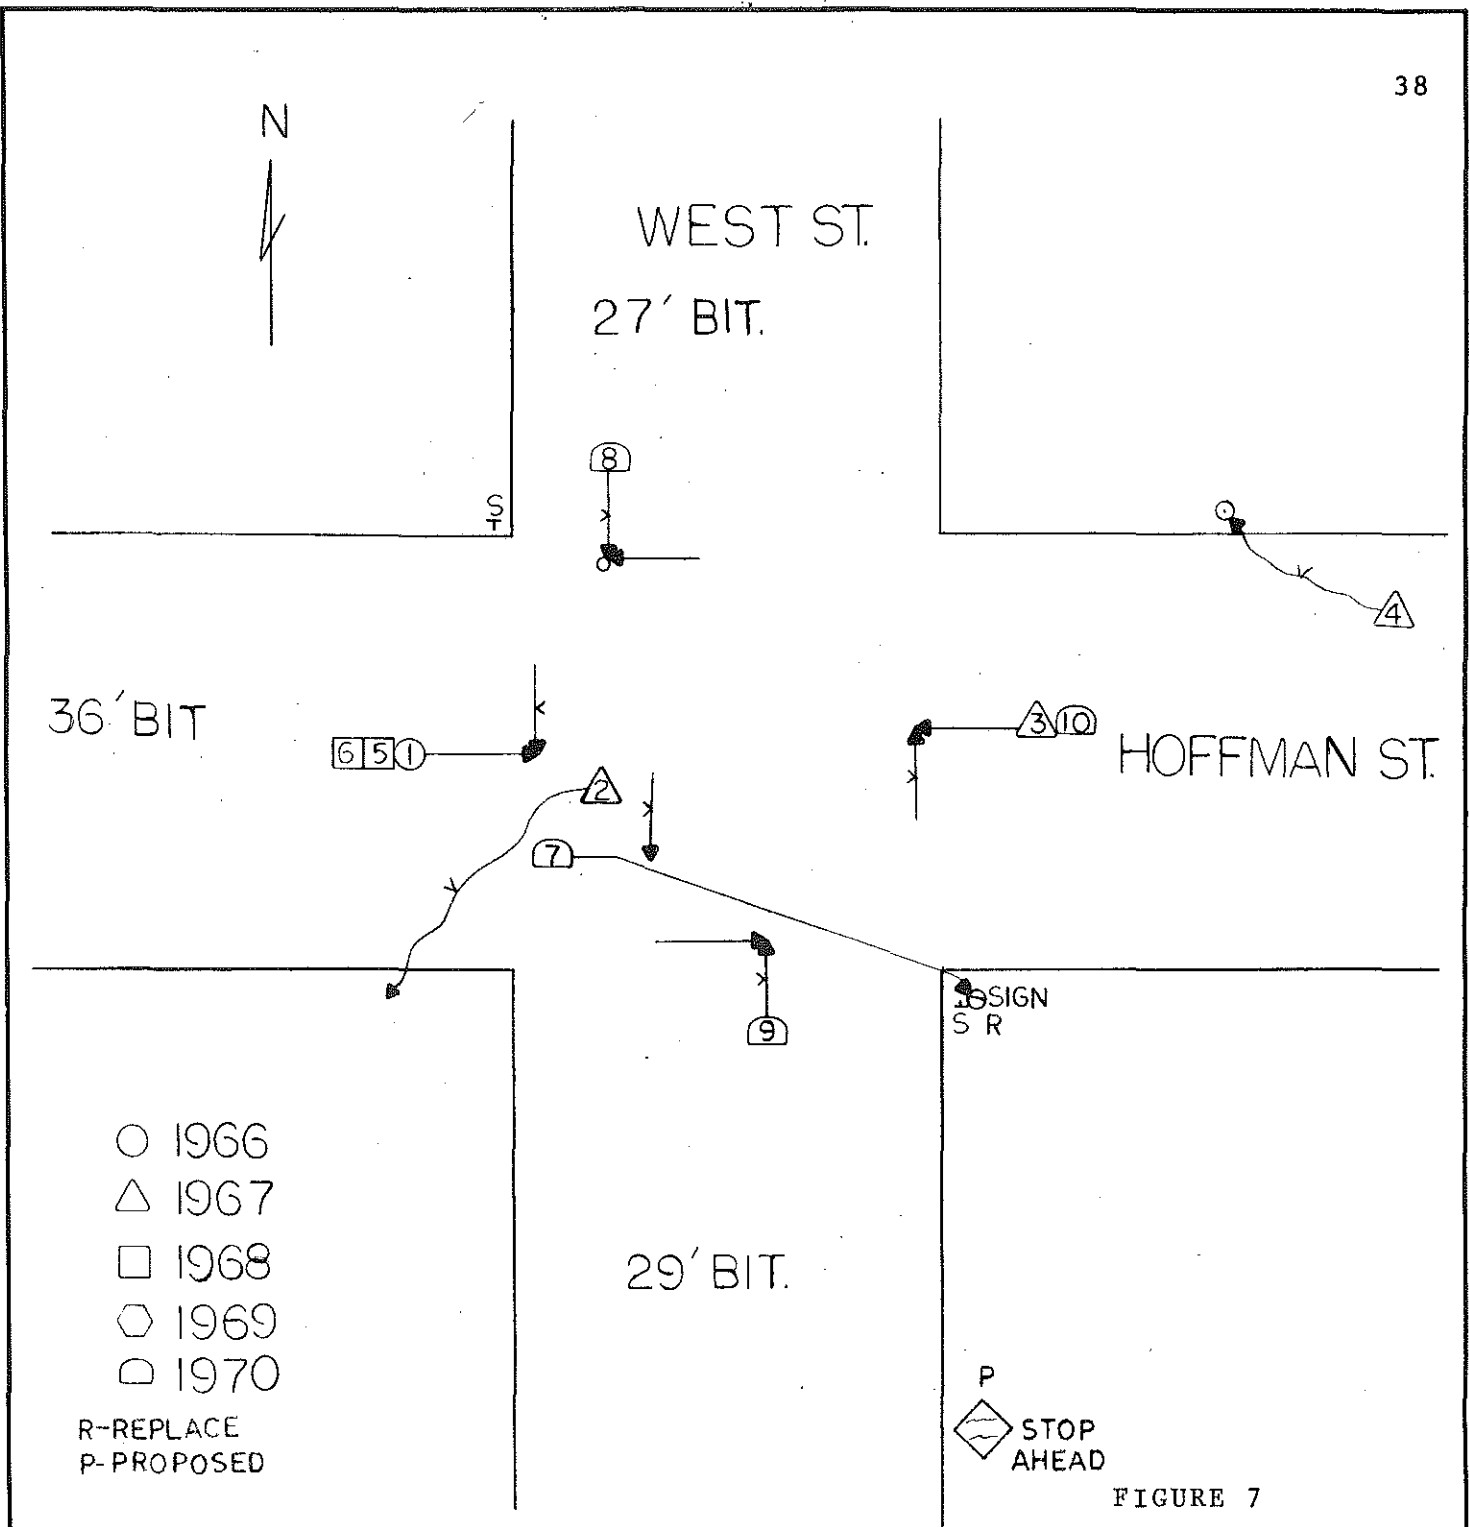 38
N
WEST ST.
27' BIT.
8
S
4
36' BIT
6 5 1
3 10
HOFFMAN ST.
2
7
SIGN
S R
9
1966
1967
1968
1969
1970
29' BIT.
R-REPLACE
P-PROPOSED
P
STOP
AHEAD
FIGURE 7